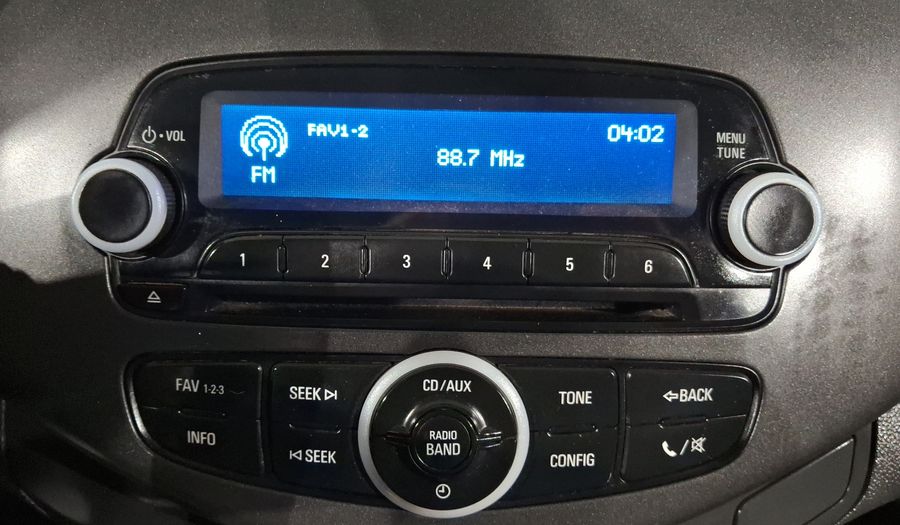 ⏻•VOL
FAV1-2
04:02
88.7 MHz
FM
MENU
TUNE
1 2 3 4 5 6
FAV 1-2-3
SEEK
CD/AUX
TONE
BACK
INFO
SEEK
RADIO
BAND
CONFIG
/